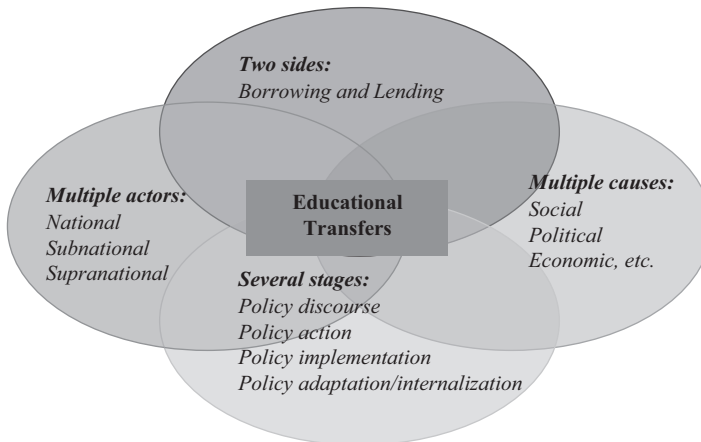 Two sides:
Borrowing and Lending
Multiple actors:
National
Subnational
Supranational
Educational
Transfers
Multiple causes:
Social
Political
Economic, etc.
Several stages:
Policy discourse
Policy action
Policy implementation
Policy adaptation/internalization